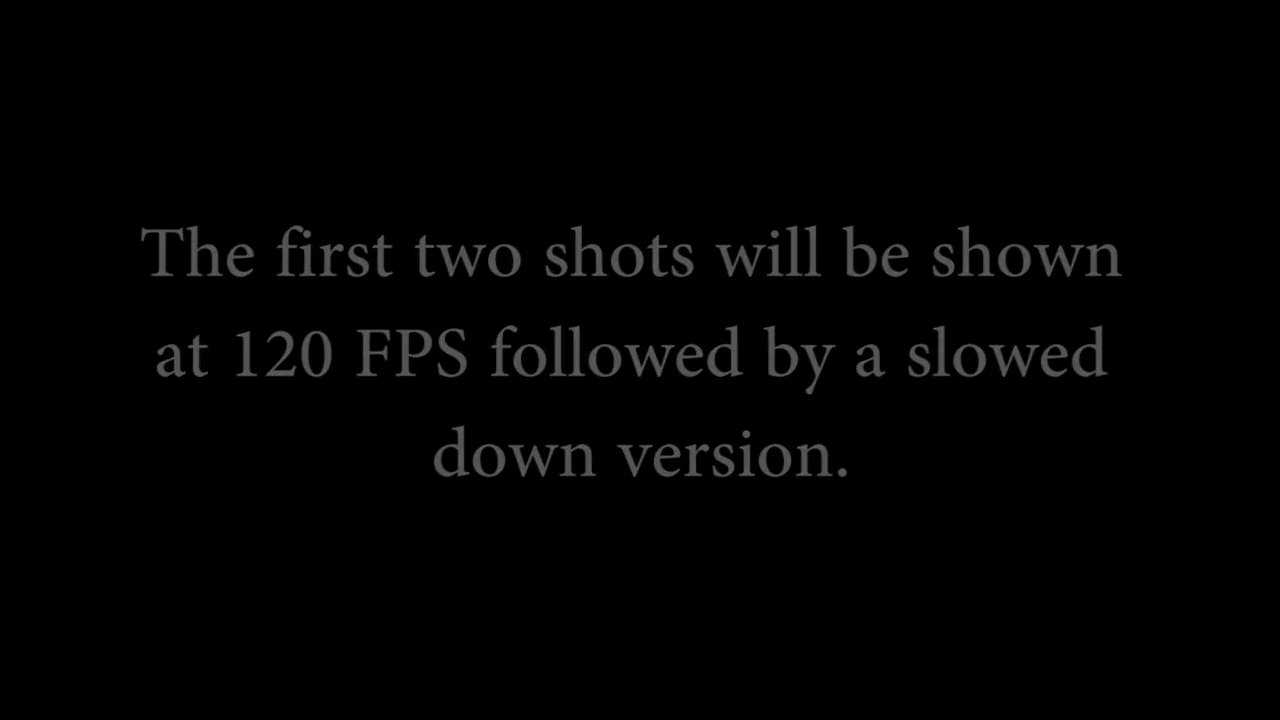 The first two shots will be shown
at 120 FPS followed by a slowed
down version.